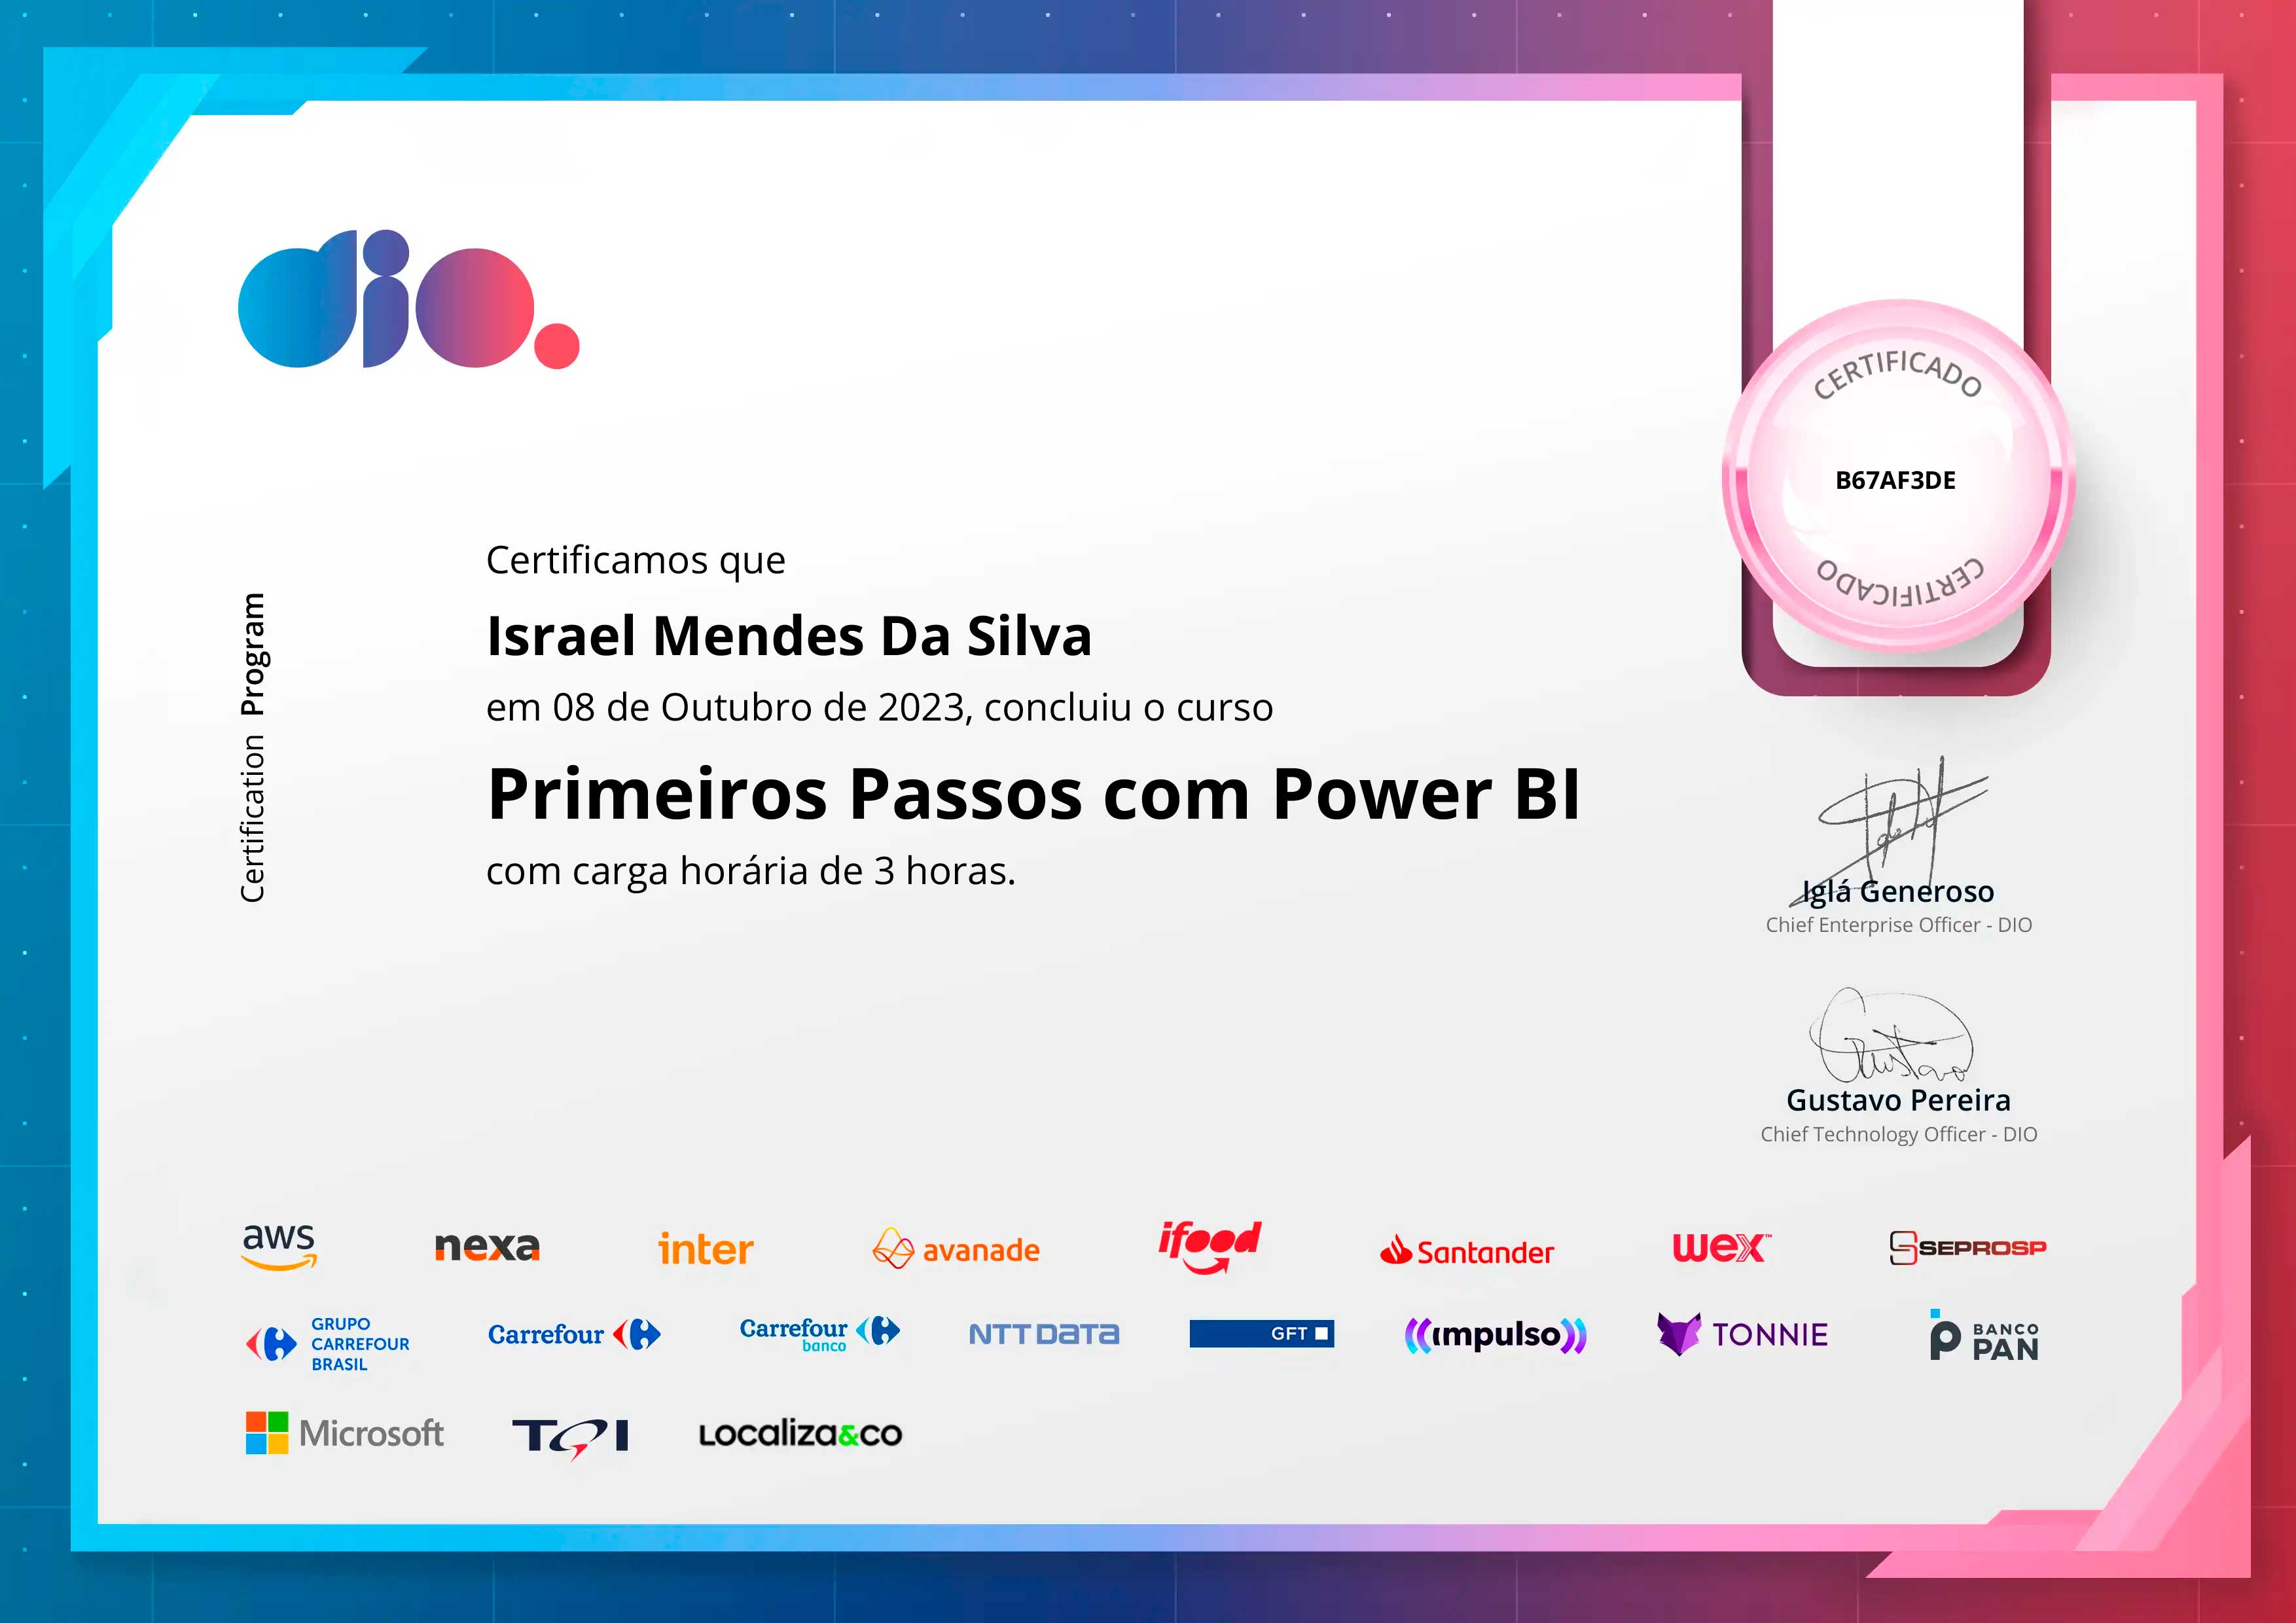 dio.
CERTIFICADO
B67AF3DE
CERTIFICADO
Certification Program
Certificamos que
Israel Mendes Da Silva
em 08 de Outubro de 2023, concluiu o curso
Primeiros Passos com Power BI
com carga horária de 3 horas.
Iglá Generoso
Chief Enterprise Officer - DIO
Gustavo
Gustavo Pereira
Chief Technology Officer - DIO
aws nexa inter avanade ifood Santander wex™ SEPROSP
GRUPO
CARREFOUR
BRASIL
Carrefour Carrefour banco NTT DATA GFT impulso TONNIE BANCO PAN
Microsoft TQI Localiza&co